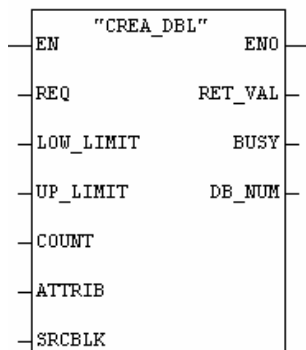 "CREA_DBL"
EN ENO
REQ RET_VAL
LOW_LIMIT BUSY
UP_LIMIT DB_NUM
COUNT
ATTRIB
SRCBLK